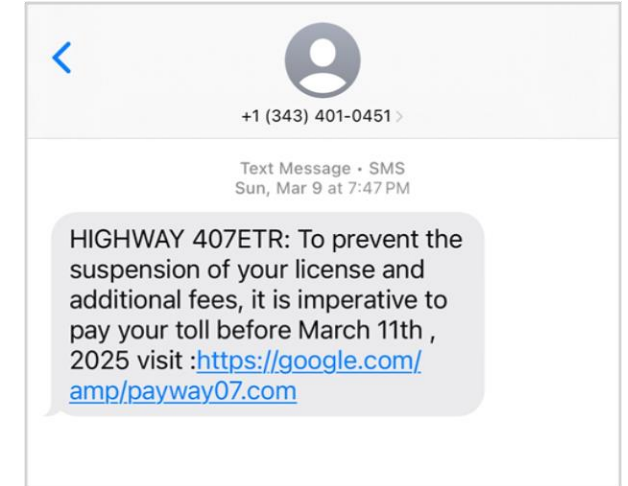 +1 (343) 401-0451
Text Message • SMS
Sun, Mar 9 at 7:47 PM
HIGHWAY 407ETR: To prevent the
suspension of your license and
additional fees, it is imperative to
pay your toll before March 11th ,
2025 visit :https://google.com/
amp/payway07.com